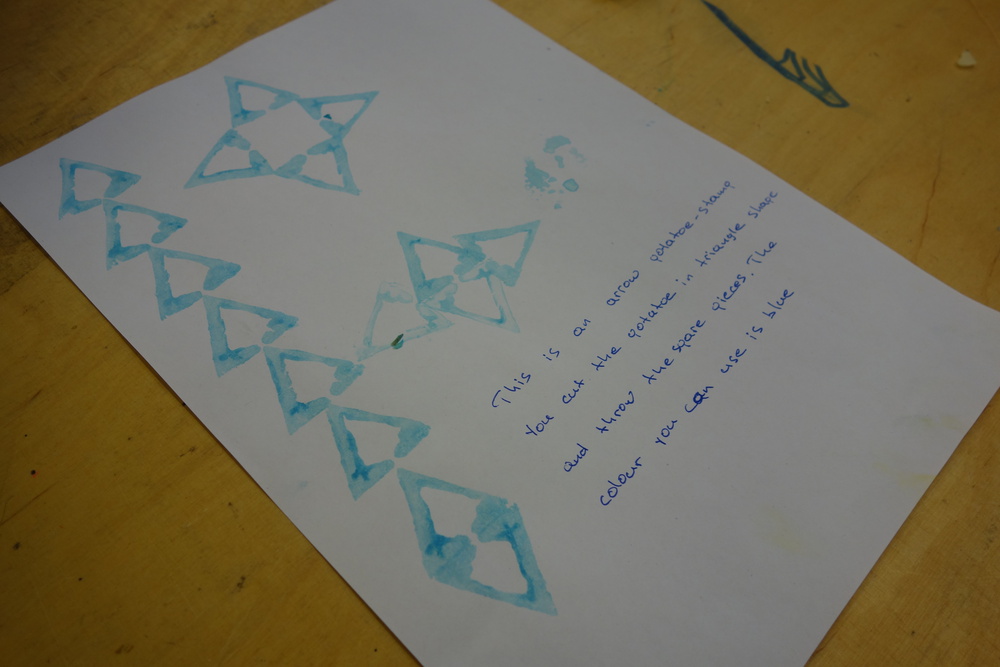 This is an arrow potatoe-stamp
You cut the potatoe in triangle shape
and throw the spare pieces. The
colour you can use is blue